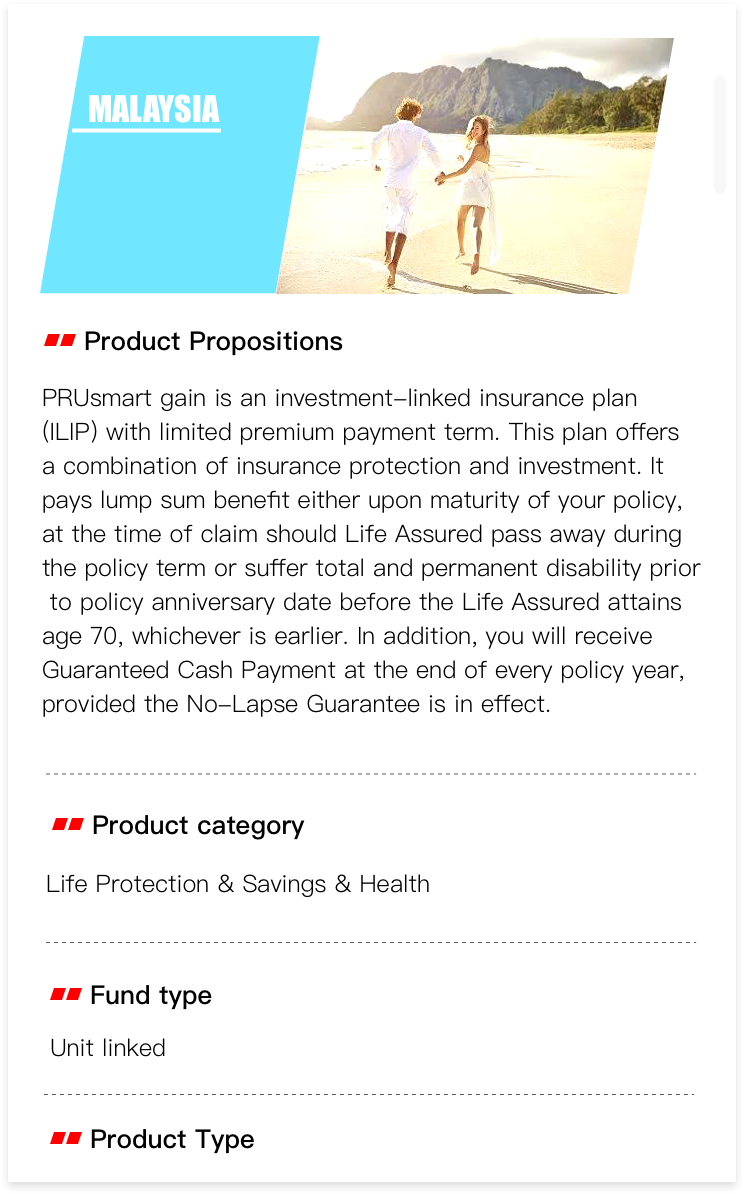 MALAYSIA
Product Propositions
PRUsmart gain is an investment-linked insurance plan
(ILIP) with limited premium payment term. This plan offers
a combination of insurance protection and investment. It
pays lump sum benefit either upon maturity of your policy,
at the time of claim should Life Assured pass away during
the policy term or suffer total and permanent disability prior
to policy anniversary date before the Life Assured attains
age 70, whichever is earlier. In addition, you will receive
Guaranteed Cash Payment at the end of every policy year,
provided the No-Lapse Guarantee is in effect.
Product category
Life Protection & Savings & Health
Fund type
Unit linked
Product Type